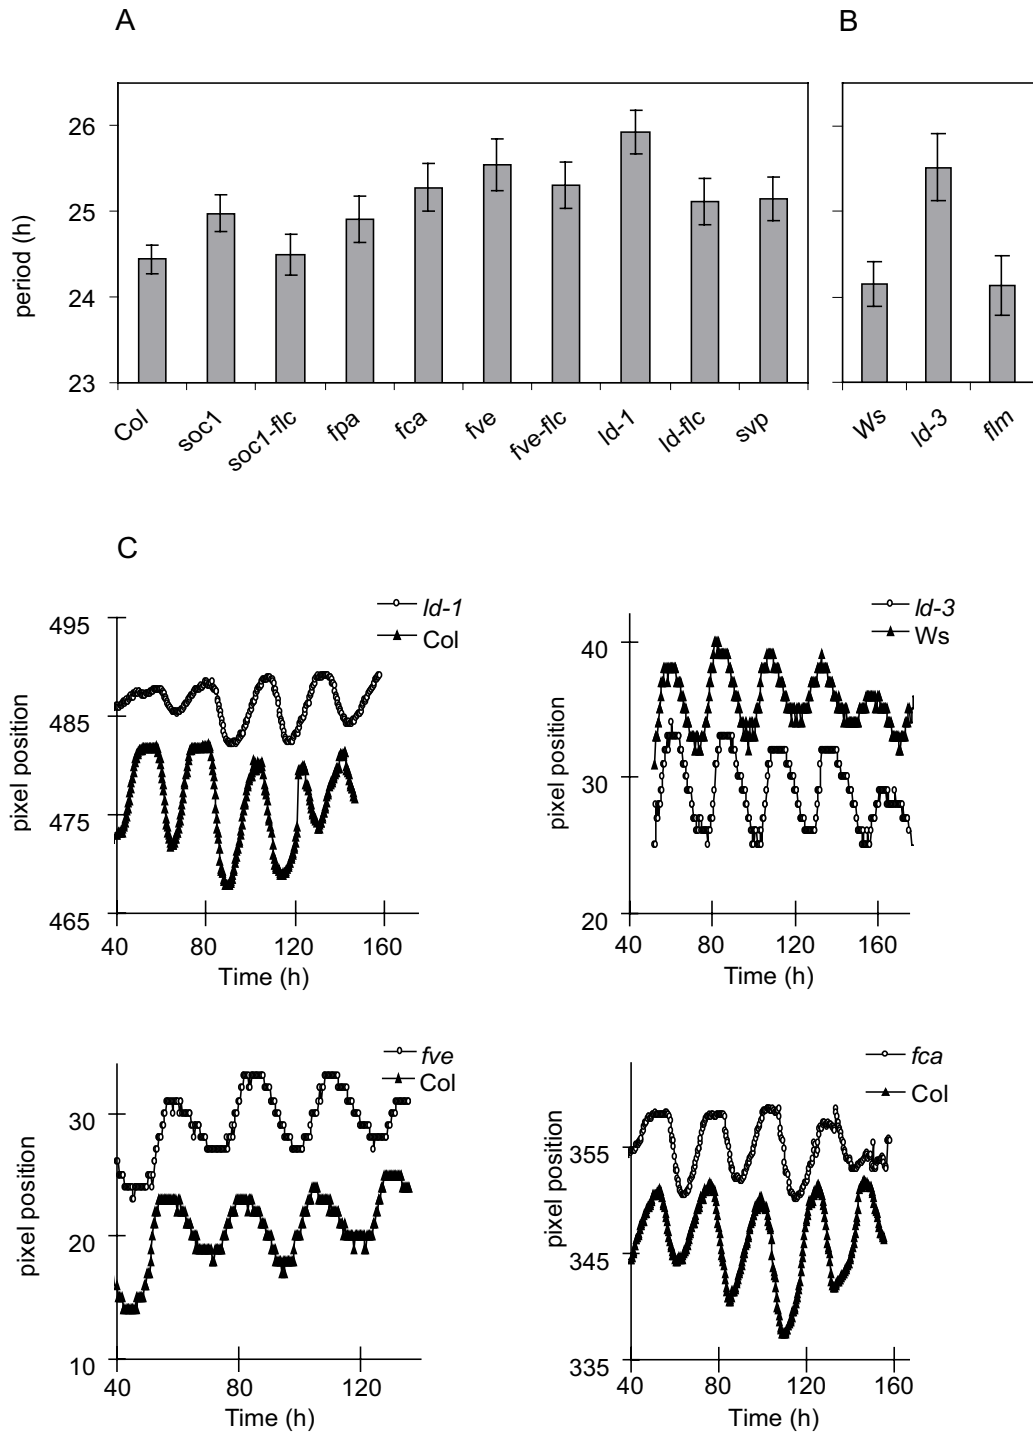 A
B
26
25
24
23
period (h)
Col
soc1
soc1-flc
fpa
fca
fve
fve-flc
ld-1
ld-flc
svp
Ws
ld-3
flm
C
ld-1
Col
495
485
475
465
pixel position
40
80
120
160
Time (h)
ld-3
Ws
40
30
20
pixel position
40
80
120
160
Time (h)
fve
Col
30
20
10
pixel position
40
80
120
Time (h)
fca
Col
355
345
335
pixel position
40
80
120
160
Time (h)